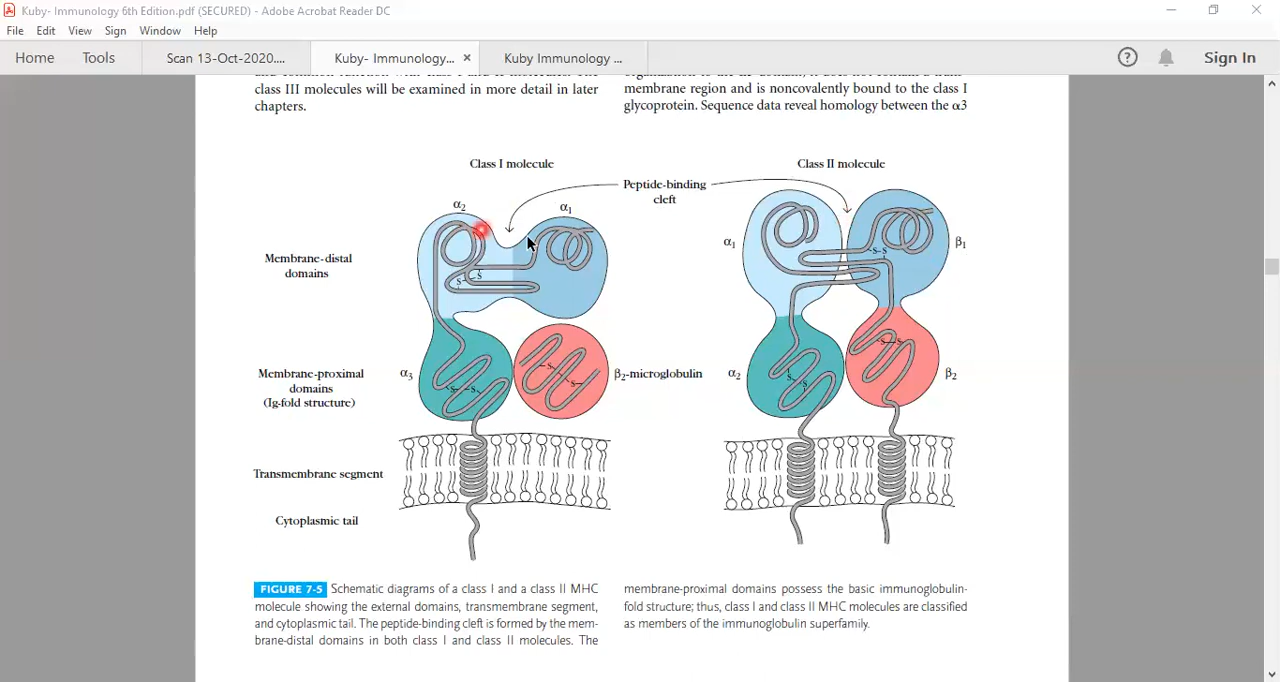 Kuby- Immunology 6th Edition.pdf (SECURED) - Adobe Acrobat Reader DC
File Edit View Sign Window Help
Home Tools Scan 13-Oct-2020.... Kuby- Immunology... × Kuby Immunology ... ? Sign In
class III molecules will be examined in more detail in later
chapters.
membrane region and is noncovalently bound to the class I
glycoprotein. Sequence data reveal homology between the α3
Class I molecule
Class II molecule
Peptide-binding
cleft
α2
α1
α1
β1
Membrane-distal
domains
S
S
S-S
Membrane-proximal
domains
(Ig-fold structure)
α3
β2-microglobulin
α2
β2
S-S
S
S
S
S
S-S
Transmembrane segment
Cytoplasmic tail
FIGURE 7-5 Schematic diagrams of a class I and a class II MHC
molecule showing the external domains, transmembrane segment,
and cytoplasmic tail. The peptide-binding cleft is formed by the mem-
brane-distal domains in both class I and class II molecules. The
membrane-proximal domains possess the basic immunoglobulin-
fold structure; thus, class I and class II MHC molecules are classified
as members of the immunoglobulin superfamily.